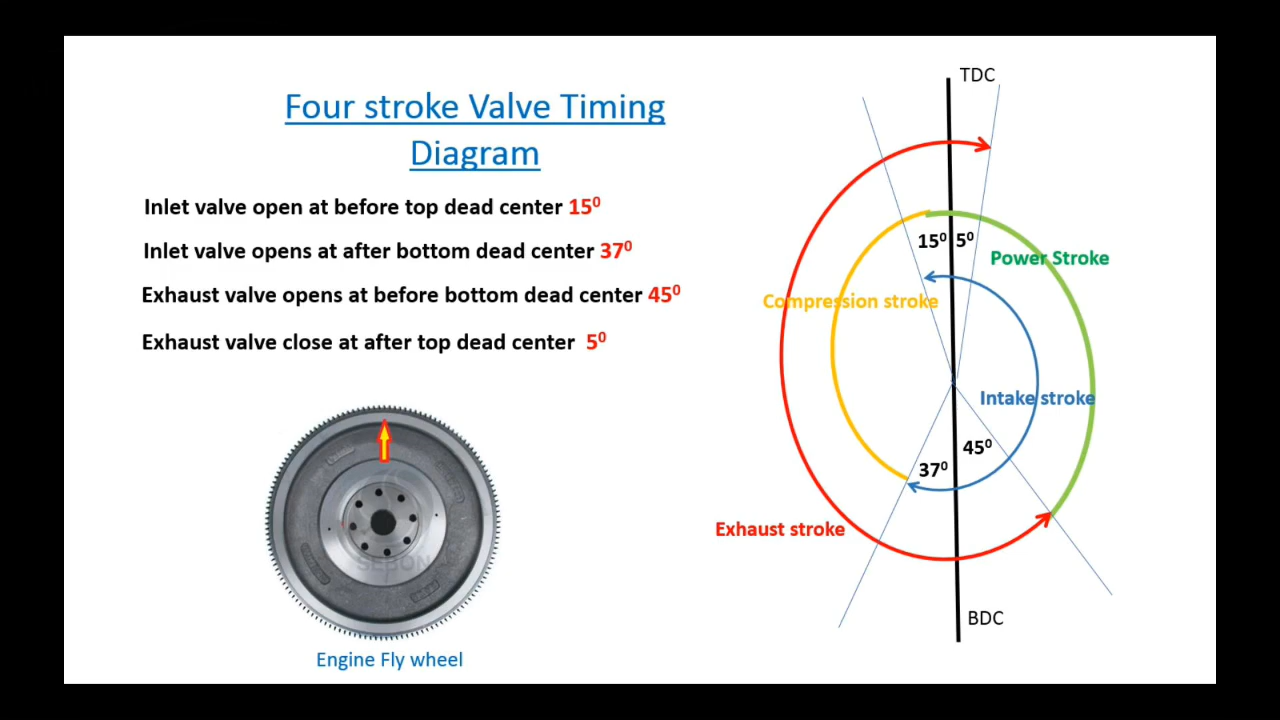 Four stroke Valve Timing
Diagram
Inlet valve open at before top dead center 15⁰
Inlet valve opens at after bottom dead center 37⁰
Exhaust valve opens at before bottom dead center 45⁰
Exhaust valve close at after top dead center 5⁰
TDC
15⁰ 5⁰
Power Stroke
Compression stroke
Intake stroke
45⁰
37⁰
Exhaust stroke
BDC
SEBON
Engine Fly wheel